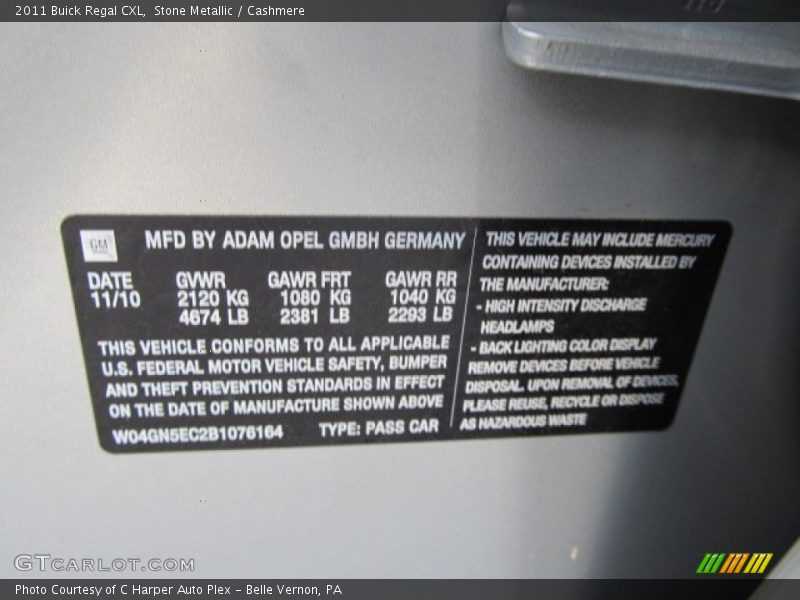 2011 Buick Regal CXL, Stone Metallic / Cashmere
GM
MFD BY ADAM OPEL GMBH GERMANY
DATE GVWR GAWR FRT GAWR RR
11/10 2120 KG 1080 KG 1040 KG
4674 LB 2381 LB 2293 LB
THIS VEHICLE CONFORMS TO ALL APPLICABLE
U.S. FEDERAL MOTOR VEHICLE SAFETY, BUMPER
AND THEFT PREVENTION STANDARDS IN EFFECT
ON THE DATE OF MANUFACTURE SHOWN ABOVE
W04GN5EC2B1076164 TYPE: PASS CAR
THIS VEHICLE MAY INCLUDE MERCURY
CONTAINING DEVICES INSTALLED BY
THE MANUFACTURER:
- HIGH INTENSITY DISCHARGE
HEADLAMPS
- BACK LIGHTING COLOR DISPLAY
REMOVE DEVICES BEFORE VEHICLE
DISPOSAL. UPON REMOVAL OF DEVICES,
PLEASE REUSE, RECYCLE OR DISPOSE
AS HAZARDOUS WASTE
GTCARLOT.COM
Photo Courtesy of C Harper Auto Plex - Belle Vernon, PA